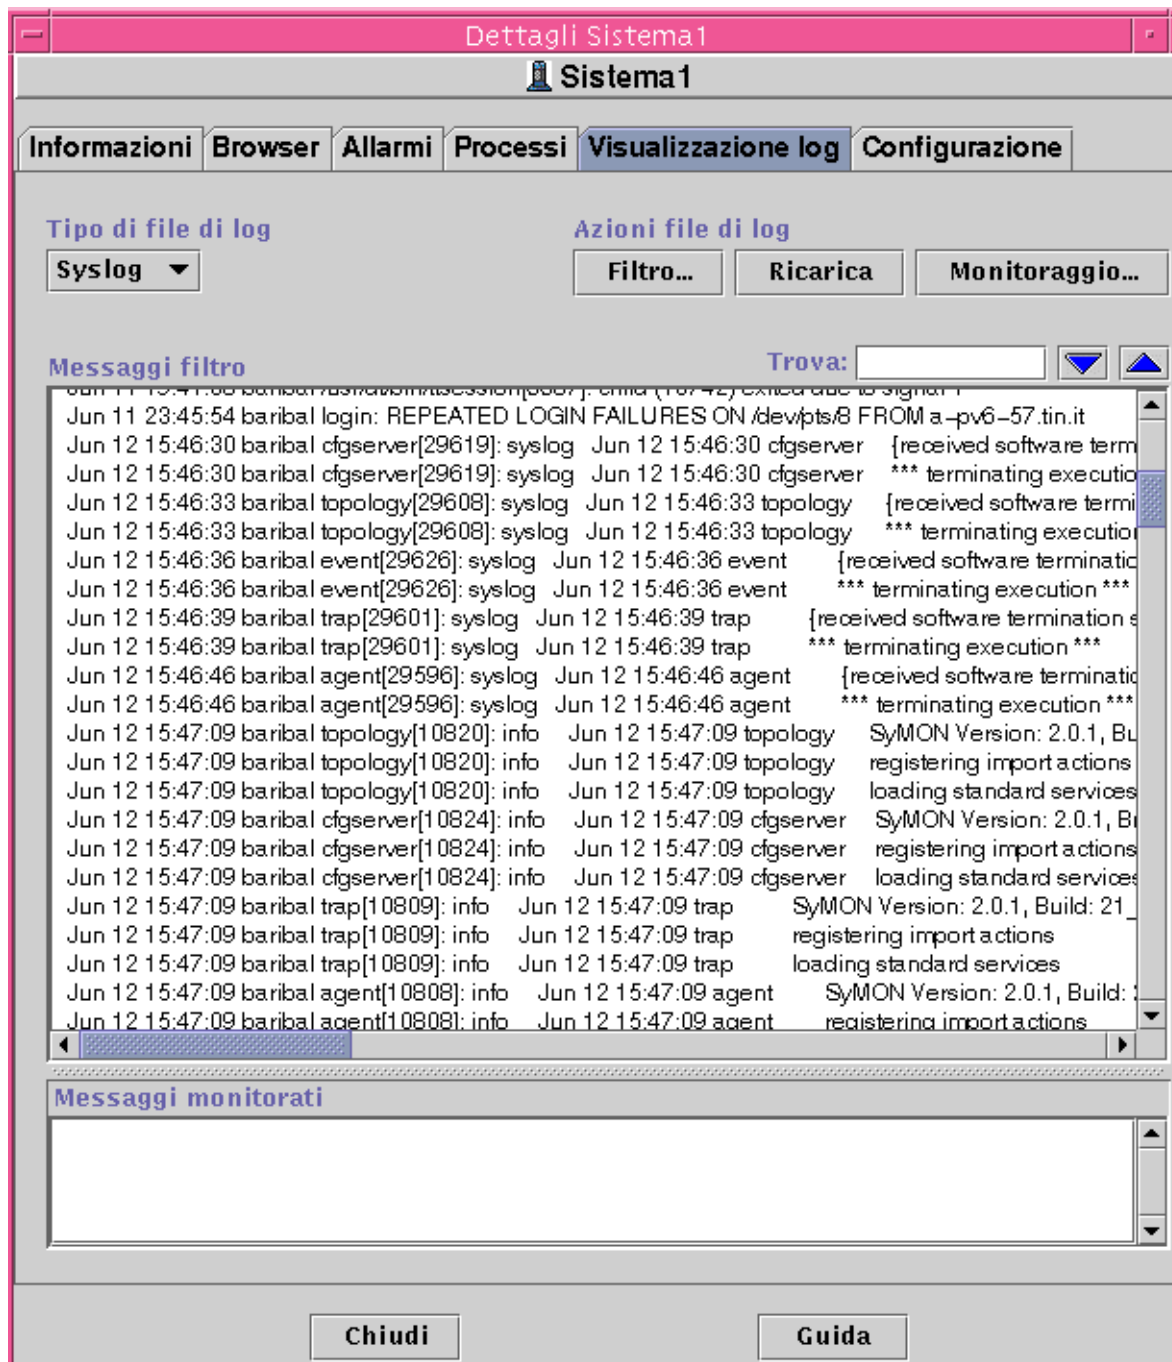 Dettagli Sistema1
Sistema1
Informazioni Browser Allarmi Processi Visualizzazione log Configurazione
Tipo di file di log
Azioni file di log
Syslog
Filtro... Ricarica Monitoraggio...
Messaggi filtro
Trova:
Jun 11 23:45:54 baribal login: REPEATED LOGIN FAILURES ON /dev/pts/8 FROM a-pv6-57.tin.it
Jun 12 15:46:30 baribal cfgserver[29619]: syslog Jun 12 15:46:30 cfgserver {received software term
Jun 12 15:46:30 baribal cfgserver[29619]: syslog Jun 12 15:46:30 cfgserver *** terminating executio
Jun 12 15:46:33 baribal topology[29608]: syslog Jun 12 15:46:33 topology {received software termi
Jun 12 15:46:33 baribal topology[29608]: syslog Jun 12 15:46:33 topology *** terminating execution
Jun 12 15:46:36 baribal event[29626]: syslog Jun 12 15:46:36 event {received software terminatic
Jun 12 15:46:36 baribal event[29626]: syslog Jun 12 15:46:36 event *** terminating execution ***
Jun 12 15:46:39 baribal trap[29601]: syslog Jun 12 15:46:39 trap {received software termination s
Jun 12 15:46:39 baribal trap[29601]: syslog Jun 12 15:46:39 trap *** terminating execution ***
Jun 12 15:46:46 baribal agent[29596]: syslog Jun 12 15:46:46 agent {received software terminatic
Jun 12 15:46:46 baribal agent[29596]: syslog Jun 12 15:46:46 agent *** terminating execution ***
Jun 12 15:47:09 baribal topology[10820]: info Jun 12 15:47:09 topology SyMON Version: 2.0.1, Bu
Jun 12 15:47:09 baribal topology[10820]: info Jun 12 15:47:09 topology registering import actions
Jun 12 15:47:09 baribal topology[10820]: info Jun 12 15:47:09 topology loading standard services
Jun 12 15:47:09 baribal cfgserver[10824]: info Jun 12 15:47:09 cfgserver SyMON Version: 2.0.1, B
Jun 12 15:47:09 baribal cfgserver[10824]: info Jun 12 15:47:09 cfgserver registering import actions
Jun 12 15:47:09 baribal cfgserver[10824]: info Jun 12 15:47:09 cfgserver loading standard services
Jun 12 15:47:09 baribal trap[10809]: info Jun 12 15:47:09 trap SyMON Version: 2.0.1, Build: 21_
Jun 12 15:47:09 baribal trap[10809]: info Jun 12 15:47:09 trap registering import actions
Jun 12 15:47:09 baribal trap[10809]: info Jun 12 15:47:09 trap loading standard services
Jun 12 15:47:09 baribal agent[10808]: info Jun 12 15:47:09 agent SyMON Version: 2.0.1, Build:
Jun 12 15:47:09 baribal agent[10808]: info Jun 12 15:47:09 agent registering import actions
Messaggi monitorati
Chiudi Guida